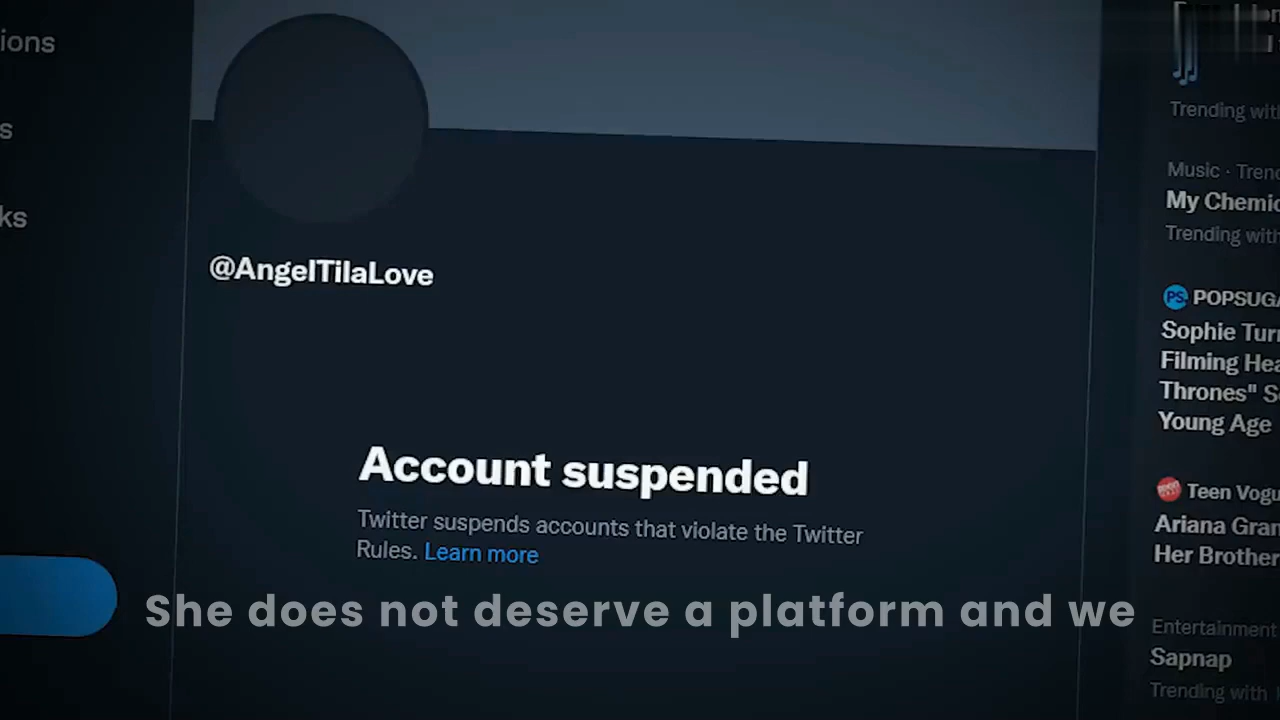 ions
s
ks
@AngelTilaLove
Account suspended
Twitter suspends accounts that violate the Twitter
Rules. Learn more
She does not deserve a platform and we
Trending with
Music · Trend
My Chemic
Trending with
PS POPSUGA
Sophie Turn
Filming Hea
Thrones" S
Young Age
Teen Vogu
Ariana Gran
Her Brother
Entertainment
Sapnap
Trending with